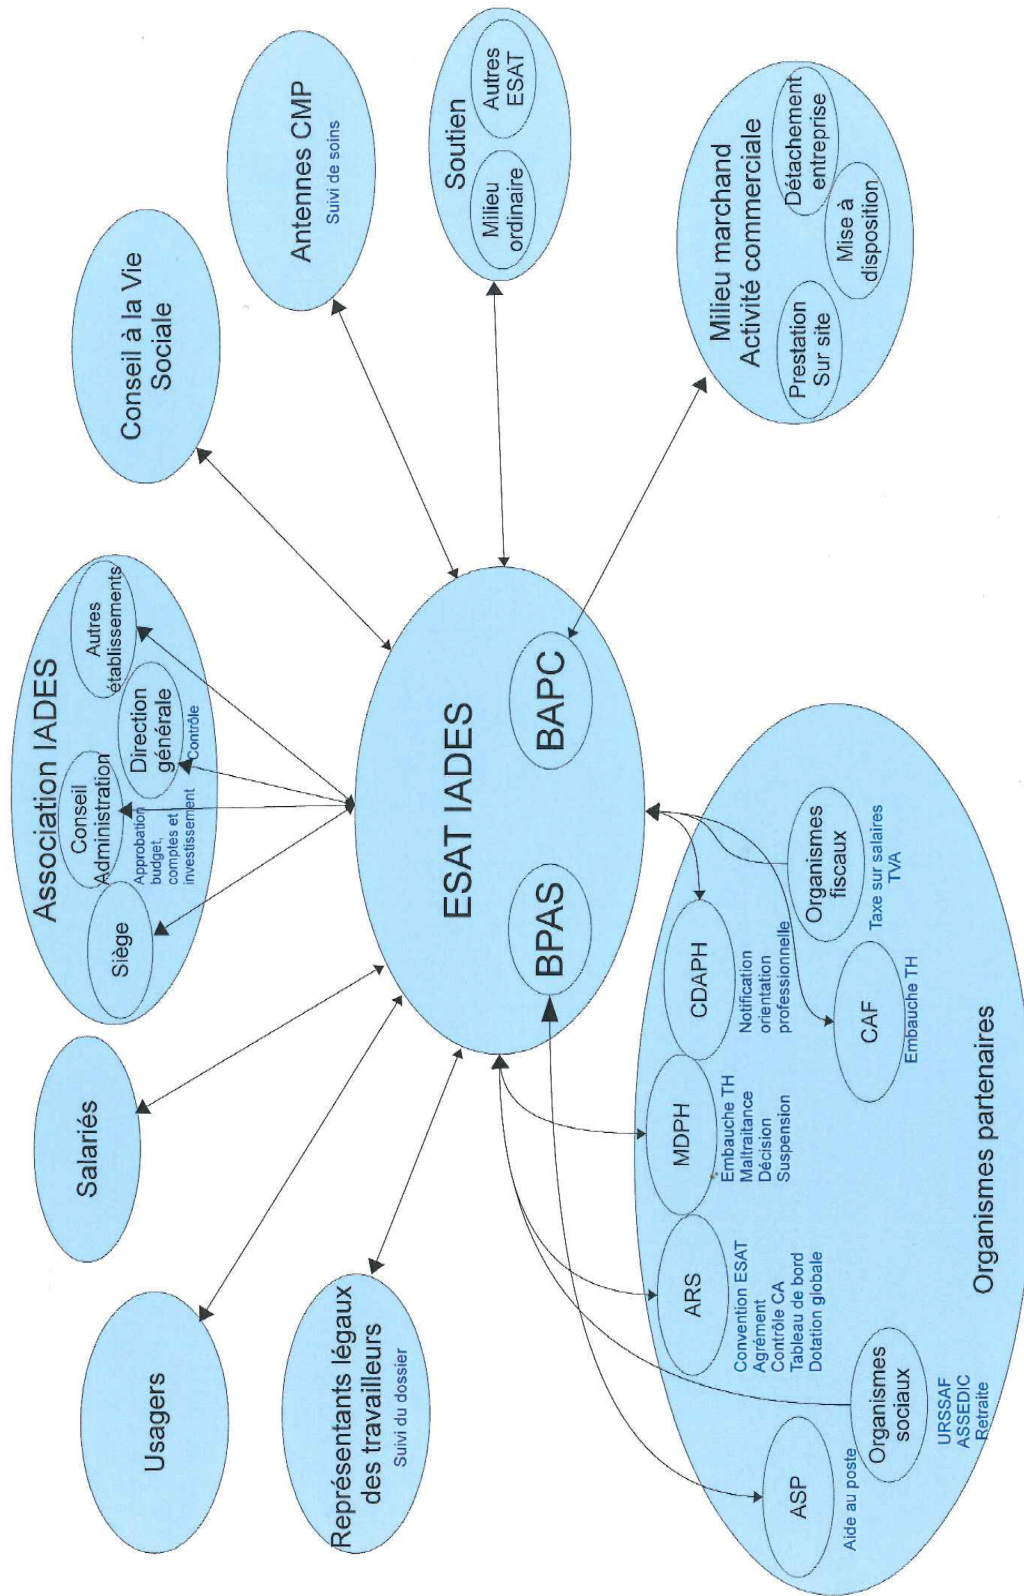 Usagers
Salariés
Association IADES
Siège
Conseil
Administration
Approbation
budget,
comptes et
investissement
Direction
générale
Contrôle
Autres
établissements
Conseil à la Vie
Sociale
Antennes CMP
Suivi de soins
Représentants légaux
des travailleurs
Suivi du dossier
ESAT IADES
BPAS
BAPC
Soutien
Milieu
ordinaire
Autres
ESAT
Milieu marchand
Activité commerciale
Prestation
Sur site
Mise à
disposition
Détachement
entreprise
ASP
Aide au poste
Organismes
sociaux
URSSAF
ASSEDIC
Retraite
ARS
Convention ESAT
Agrément
Contrôle CA
Tableau de bord
Dotation globale
MDPH
Embauche TH
Maltraitance
Décision
Suspension
CDAPH
Notification
orientation
professionnelle
CAF
Embauche TH
Organismes
fiscaux
Taxe sur salaires
TVA
Organismes partenaires